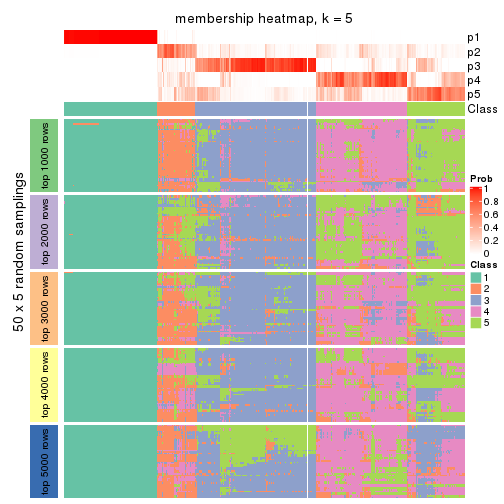 membership heatmap, k = 5
p1
p2
p3
p4
p5
Class
50 x 5 random samplings
top 1000 rows
top 2000 rows
top 3000 rows
top 4000 rows
top 5000 rows
Prob
1
0.8
0.6
0.4
0.2
0
Class
1
2
3
4
5